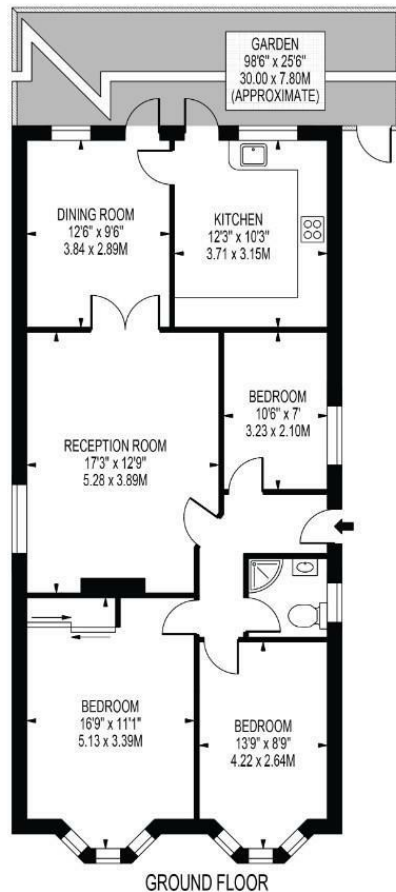 GARDEN
98'6" x 25'6"
30.00 x 7.80M
(APPROXIMATE)
DINING ROOM
12'6" x 9'6"
3.84 x 2.89M
KITCHEN
12'3" x 10'3"
3.71 x 3.15M
BEDROOM
10'6" x 7'
3.23 x 2.10M
RECEPTION ROOM
17'3" x 12'9"
5.28 x 3.89M
BEDROOM
16'9" x 11'1"
5.13 x 3.39M
BEDROOM
13'9" x 8'9"
4.22 x 2.64M
GROUND FLOOR